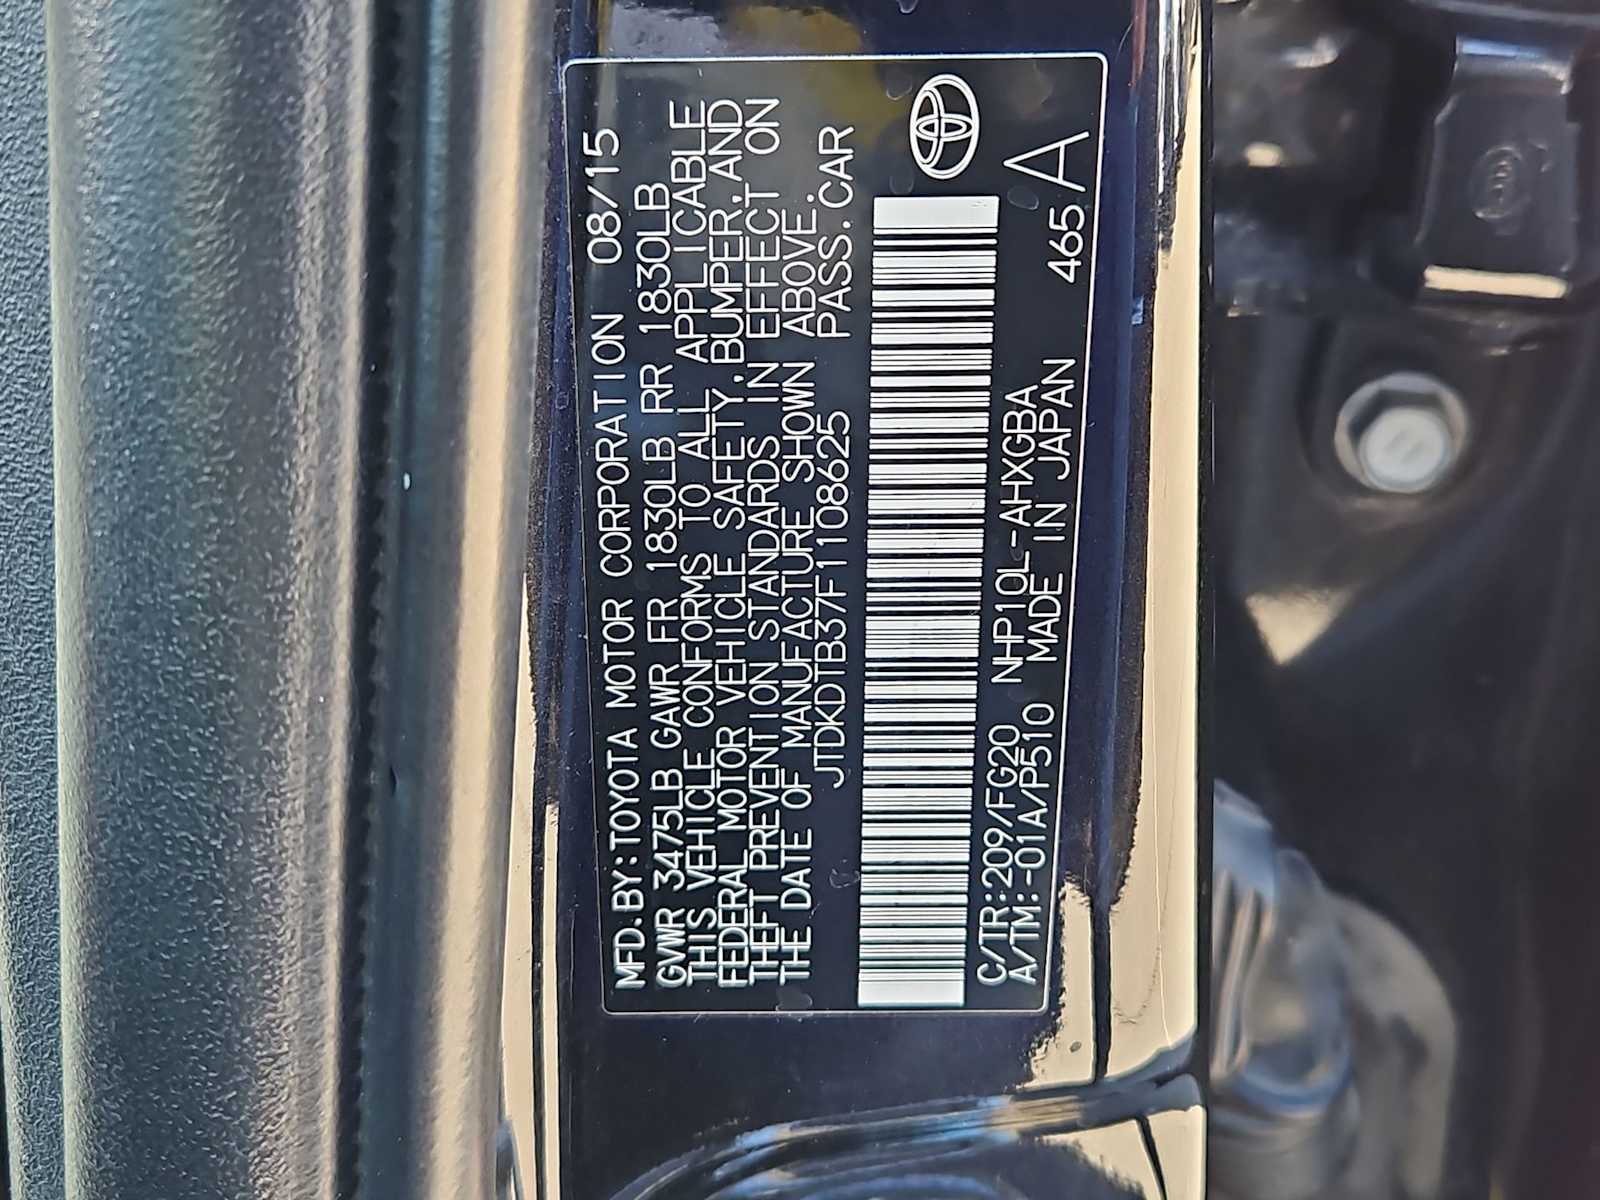 MFD.BY:TOYOTA MOTOR CORPORATION 08/15
GVWR 3475LB GAWR FR 1830LB RR 1830LB
THIS VEHICLE CONFORMS TO ALL APPLICABLE
FEDERAL MOTOR VEHICLE SAFETY,BUMPER,AND
THEFT PREVENTION STANDARDS IN EFFECT ON
THE DATE OF MANUFACTURE SHOWN ABOVE.
JTDKDTB37F1108625 PASS.CAR
C/TR:209/FG20 NHP10L-AHXGBA
A/TM:-01A/P510 MADE IN JAPAN 465 A